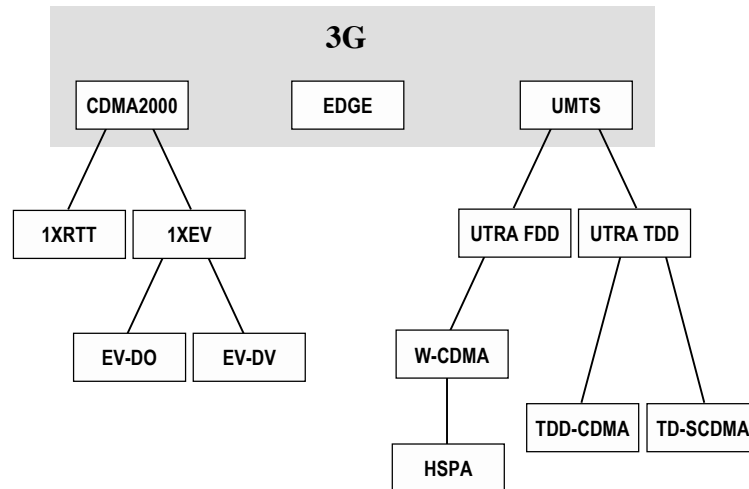 3G
CDMA2000
EDGE
UMTS
1XRTT
1XEV
UTRA FDD
UTRA TDD
EV-DO
EV-DV
W-CDMA
TDD-CDMA
TD-SCDMA
HSPA